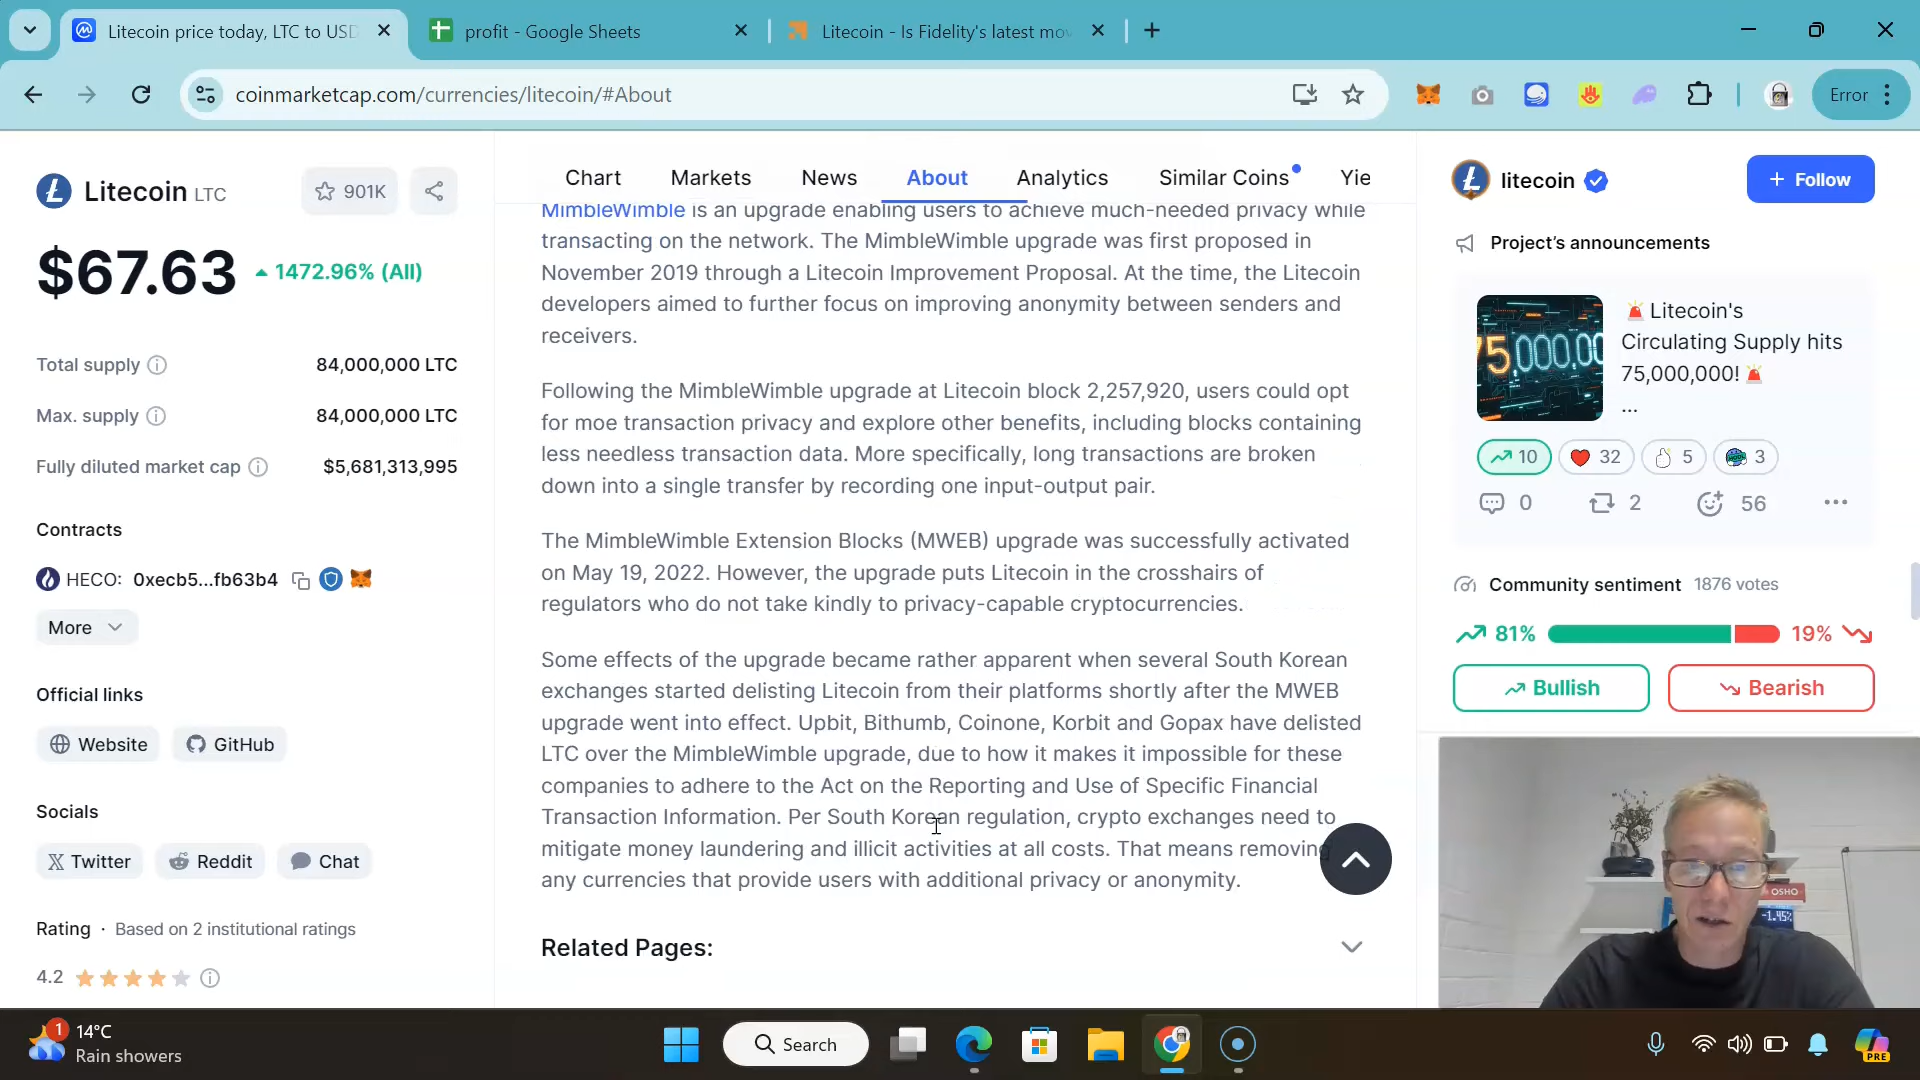 Litecoin price today, LTC to USD
profit - Google Sheets
Litecoin - Is Fidelity's latest mov
coinmarketcap.com/currencies/litecoin/#About
Error
Litecoin LTC
901K
$67.63
1472.96% (All)
Total supply
84,000,000 LTC
Max. supply
84,000,000 LTC
Fully diluted market cap
$5,681,313,995
Contracts
HECO: 0xecb5...fb63b4
More
Official links
Website
GitHub
Socials
Twitter
Reddit
Chat
Rating · Based on 2 institutional ratings
4.2
Chart
Markets
News
About
Analytics
Similar Coins
Yie
MimbleWimble is an upgrade enabling users to achieve much-needed privacy while
transacting on the network. The MimbleWimble upgrade was first proposed in
November 2019 through a Litecoin Improvement Proposal. At the time, the Litecoin
developers aimed to further focus on improving anonymity between senders and
receivers.
Following the MimbleWimble upgrade at Litecoin block 2,257,920, users could opt
for moe transaction privacy and explore other benefits, including blocks containing
less needless transaction data. More specifically, long transactions are broken
down into a single transfer by recording one input-output pair.
The MimbleWimble Extension Blocks (MWEB) upgrade was successfully activated
on May 19, 2022. However, the upgrade puts Litecoin in the crosshairs of
regulators who do not take kindly to privacy-capable cryptocurrencies.
Some effects of the upgrade became rather apparent when several South Korean
exchanges started delisting Litecoin from their platforms shortly after the MWEB
upgrade went into effect. Upbit, Bithumb, Coinone, Korbit and Gopax have delisted
LTC over the MimbleWimble upgrade, due to how it makes it impossible for these
companies to adhere to the Act on the Reporting and Use of Specific Financial
Transaction Information. Per South Korean regulation, crypto exchanges need to
mitigate money laundering and illicit activities at all costs. That means removing
any currencies that provide users with additional privacy or anonymity.
Related Pages:
litecoin
+ Follow
Project's announcements
75,000,00
🚨Litecoin's
Circulating Supply hits
75,000,000!🚨
...
10
32
5
3
0
2
56
Community sentiment 1876 votes
81%
19%
Bullish
Bearish
OSHO
-1.45%
1
14°C
Rain showers
Search
PRE